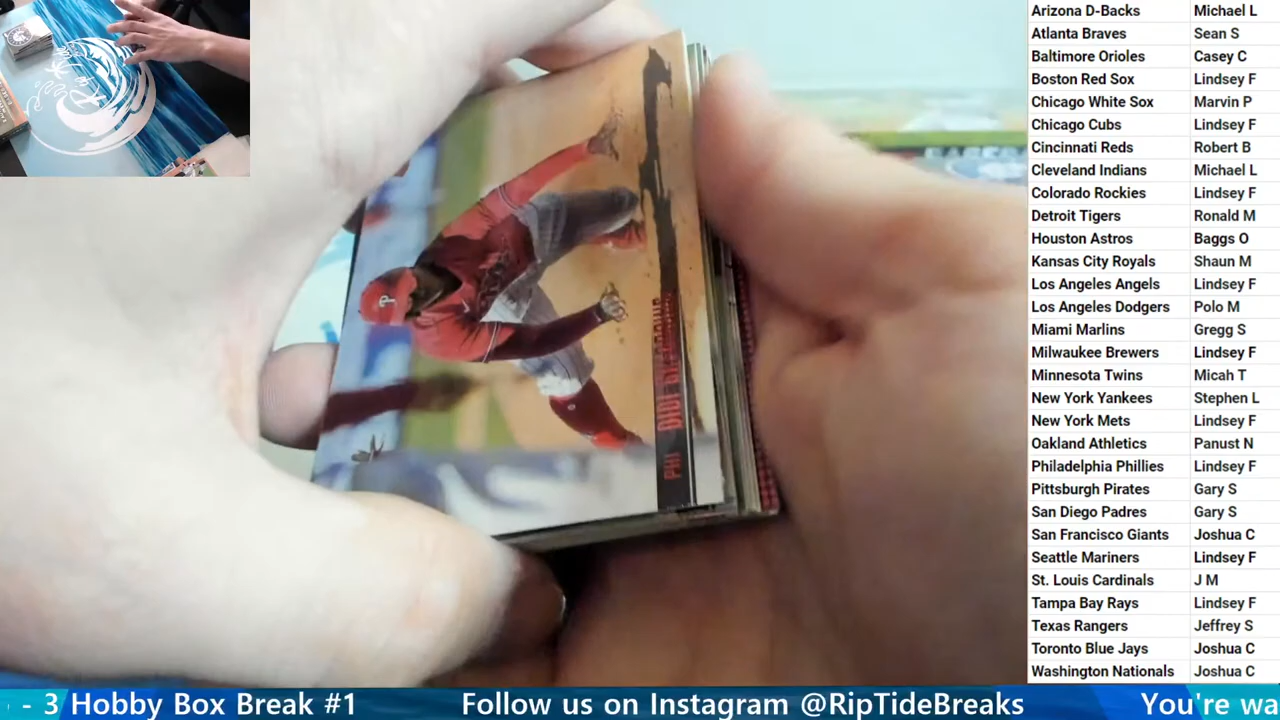 Arizona D-Backs Michael L
Atlanta Braves Sean S
Baltimore Orioles Casey C
Boston Red Sox Lindsey F
Chicago White Sox Marvin P
Chicago Cubs Lindsey F
Cincinnati Reds Robert B
Cleveland Indians Michael L
Colorado Rockies Lindsey F
Detroit Tigers Ronald M
Houston Astros Baggs O
Kansas City Royals Shaun M
Los Angeles Angels Lindsey F
Los Angeles Dodgers Polo M
Miami Marlins Gregg S
Milwaukee Brewers Lindsey F
Minnesota Twins Micah T
New York Yankees Stephen L
New York Mets Lindsey F
Oakland Athletics Panust N
Philadelphia Phillies Lindsey F
Pittsburgh Pirates Gary S
San Diego Padres Gary S
San Francisco Giants Joshua C
Seattle Mariners Lindsey F
St. Louis Cardinals J M
Tampa Bay Rays Lindsey F
Texas Rangers Jeffrey S
Toronto Blue Jays Joshua C
Washington Nationals Joshua C
PHI DIDI
P
- 3 Hobby Box Break #1 Follow us on Instagram @RipTideBreaks You're wa